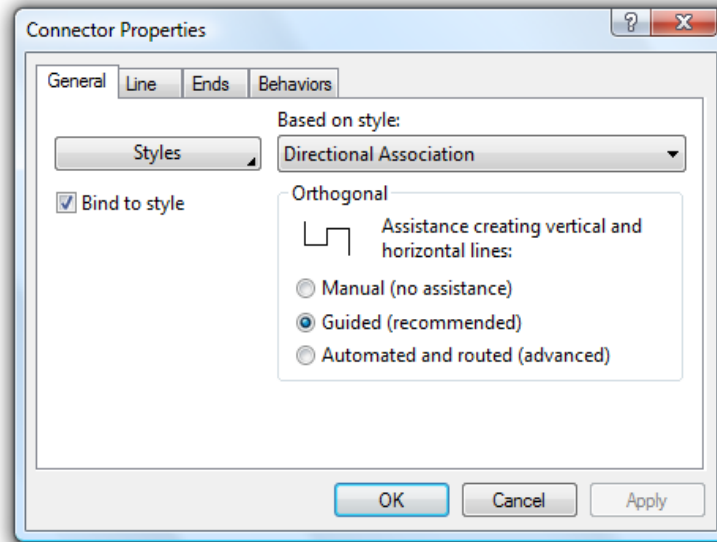 Connector Properties
General Line Ends Behaviors
Based on style:
Styles
Directional Association
Bind to style
Orthogonal
Assistance creating vertical and
horizontal lines:
Manual (no assistance)
Guided (recommended)
Automated and routed (advanced)
OK Cancel Apply